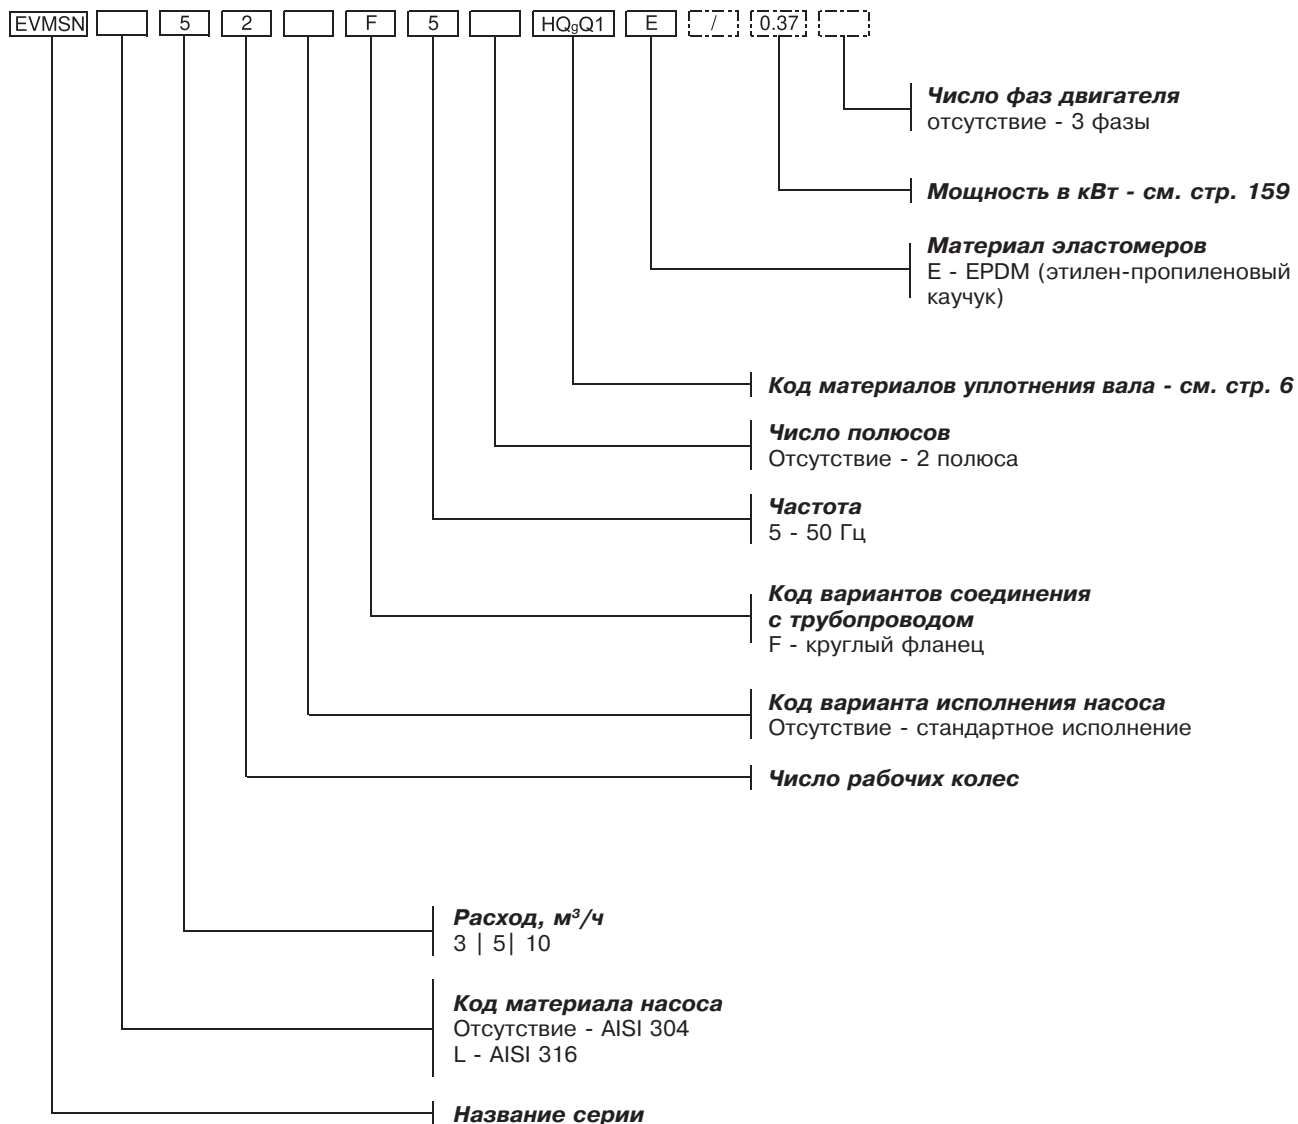 EVMSN 5 2 F 5 HQgQ1 E / 0.37
Число фаз двигателя
отсутствие - 3 фазы
Мощность в кВт - см. стр. 159
Материал эластомеров
E - EPDM (этилен-пропиленовый
каучук)
Код материалов уплотнения вала - см. стр. 6
Число полюсов
Отсутствие - 2 полюса
Частота
5 - 50 Гц
Код вариантов соединения
с трубопроводом
F - круглый фланец
Код варианта исполнения насоса
Отсутствие - стандартное исполнение
Число рабочих колес
Расход, м³/ч
3 | 5| 10
Код материала насоса
Отсутствие - AISI 304
L - AISI 316
Название серии